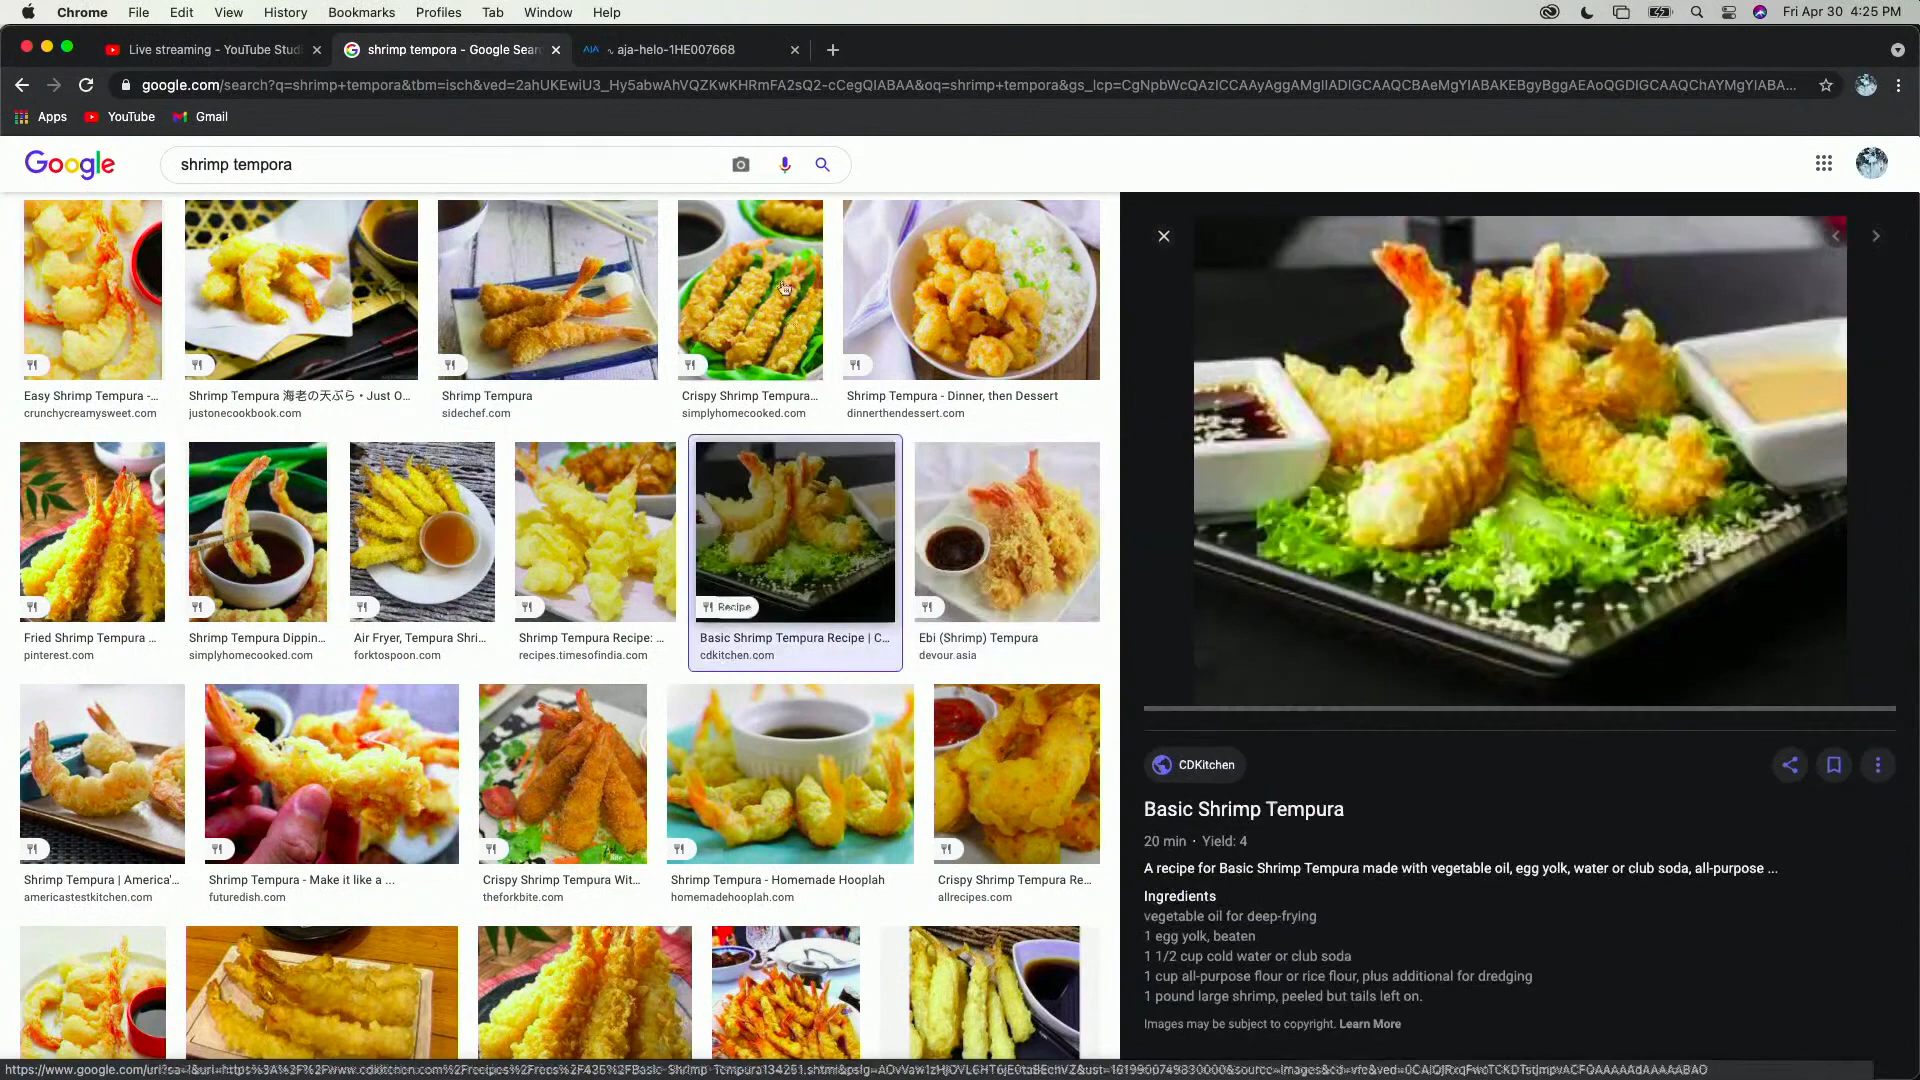 Chrome File Edit View History Bookmarks Profiles Tab Window Help Fri Apr 30 4:25 PM
Live streaming - YouTube Stud shrimp tempora - Google Sear aja-helo-1HE007668
google.com/search?q=shrimp+tempora&tbm=isch&ved=2ahUKEwiU3_Hy5abwAhVQZKwKHRmFA2sQ2-cCegQIABAA&oq=shrimp+tempora&gs_lcp=CgNpbWcQAzICCAAyAggAMgIIADIGCAAQCBAeMgYIABAKEBgyBggAEAoQGDIGCAAQChAYMgYIABA...
Apps YouTube Gmail
Google shrimp tempora
Easy Shrimp Tempura -...
crunchycreamysweet.com
Shrimp Tempura 海老の天ぷら • Just O...
justonecookbook.com
Shrimp Tempura
sidechef.com
Crispy Shrimp Tempura...
simplyhomecooked.com
Shrimp Tempura - Dinner, then Dessert
dinnerthendessert.com
Fried Shrimp Tempura ...
pinterest.com
Shrimp Tempura Dippin...
simplyhomecooked.com
Air Fryer, Tempura Shri...
forktospoon.com
Shrimp Tempura Recipe: ...
recipes.timesofindia.com
Recipe
Basic Shrimp Tempura Recipe | C...
cdkitchen.com
Ebi (Shrimp) Tempura
devour.asia
Shrimp Tempura | America'...
americastestkitchen.com
Shrimp Tempura - Make it like a ...
futuredish.com
Crispy Shrimp Tempura Wit...
theforkbite.com
Shrimp Tempura - Homemade Hooplah
homemadehooplah.com
Crispy Shrimp Tempura Re...
allrecipes.com
CDKitchen
Basic Shrimp Tempura
20 min · Yield: 4
A recipe for Basic Shrimp Tempura made with vegetable oil, egg yolk, water or club soda, all-purpose ...
Ingredients
vegetable oil for deep-frying
1 egg yolk, beaten
1 1/2 cup cold water or club soda
1 cup all-purpose flour or rice flour, plus additional for dredging
1 pound large shrimp, peeled but tails left on.
Images may be subject to copyright. Learn More